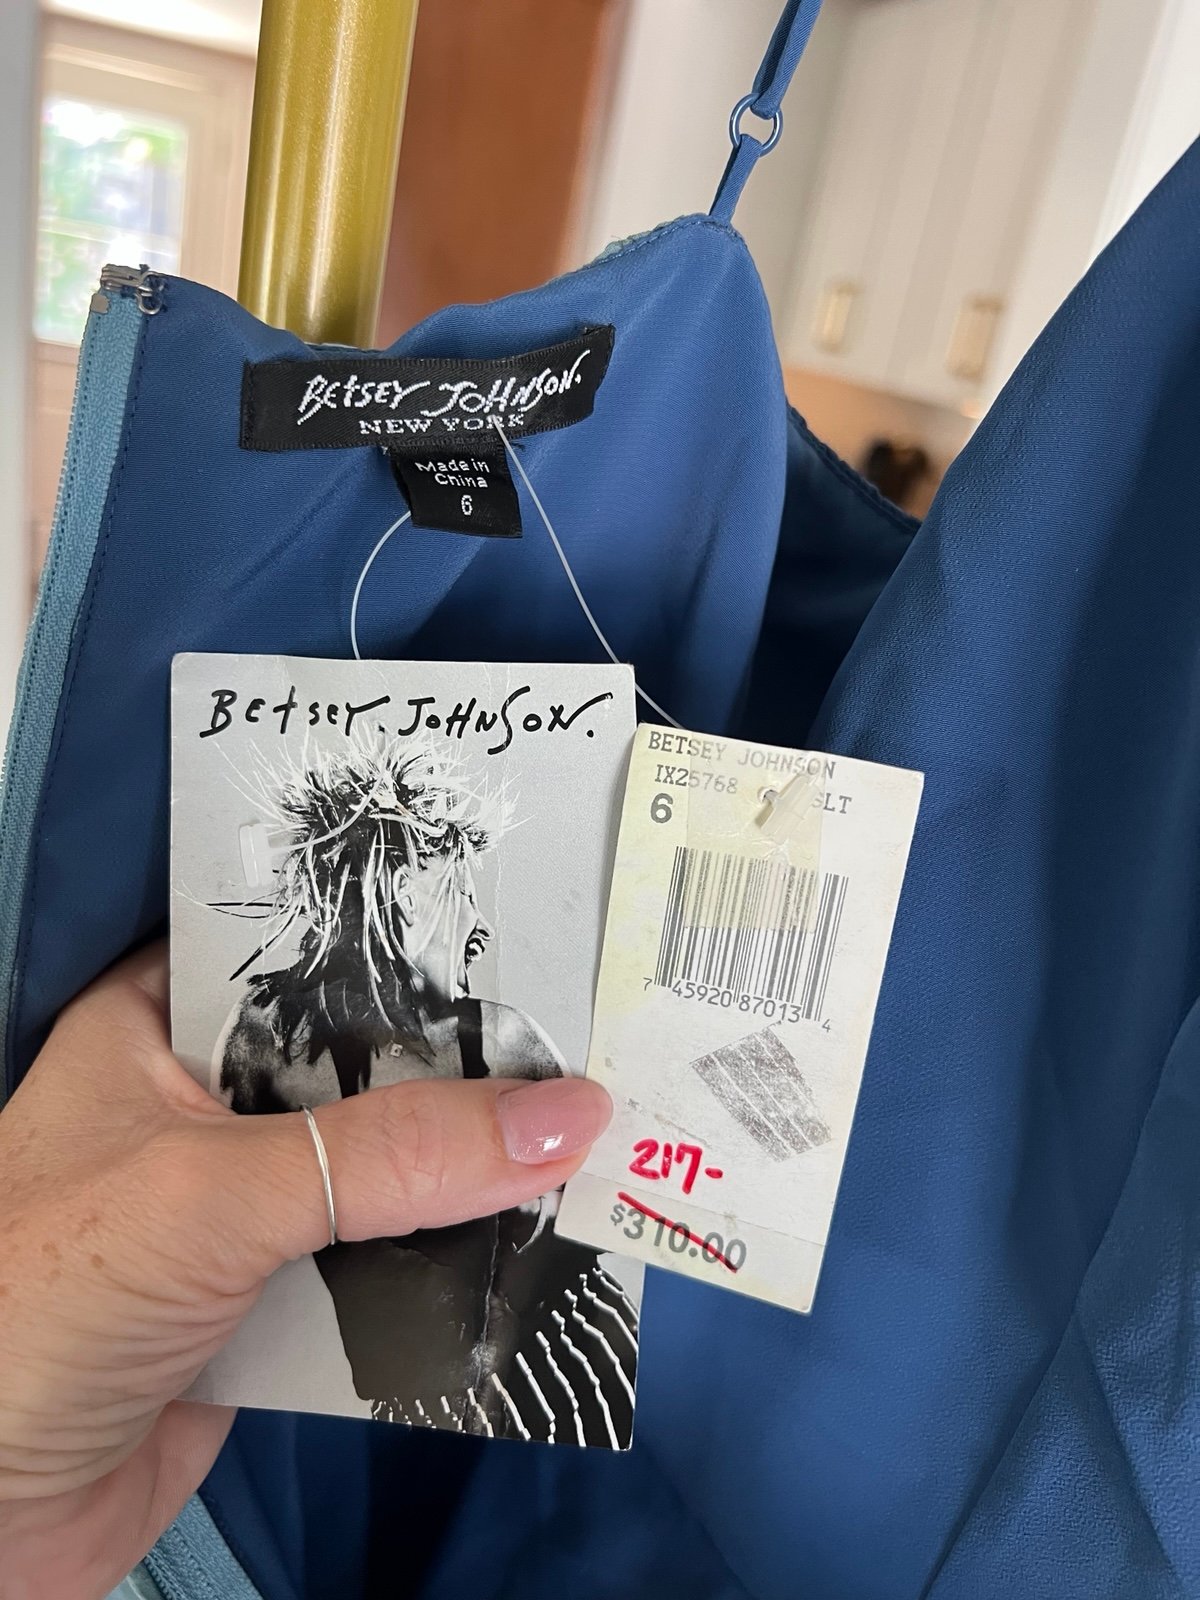 BETSEY JOHNSON.
NEW YORK
Made in
China
6
BETSEY JOHNSON.
BETSEY JOHNSON
IX25768 SLT
6
7 45920 87013 4
217-
$310.00